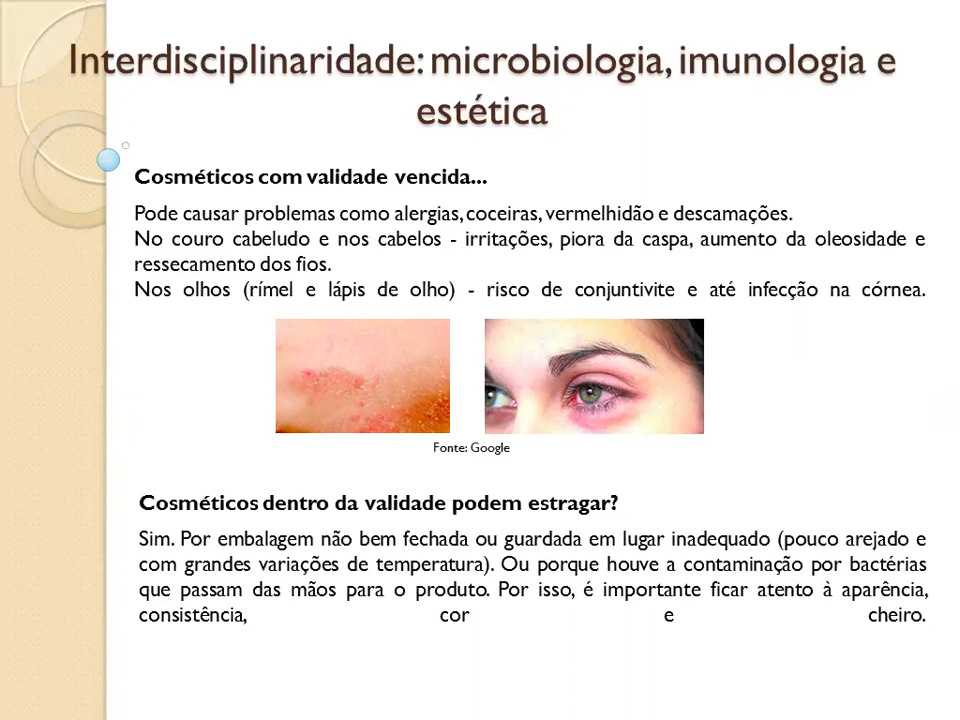 Interdisciplinaridade: microbiologia, imunologia e
estética
Cosméticos com validade vencida...
Pode causar problemas como alergias, coceiras, vermelhidão e descamações.
No couro cabeludo e nos cabelos - irritações, piora da caspa, aumento da oleosidade e
ressecamento dos fios.
Nos olhos (rímel e lápis de olho) - risco de conjuntivite e até infecção na córnea.
Fonte: Google
Cosméticos dentro da validade podem estragar?
Sim. Por embalagem não bem fechada ou guardada em lugar inadequado (pouco arejado e
com grandes variações de temperatura). Ou porque houve a contaminação por bactérias
que passam das mãos para o produto. Por isso, é importante ficar atento à aparência,
consistência, cor e cheiro.